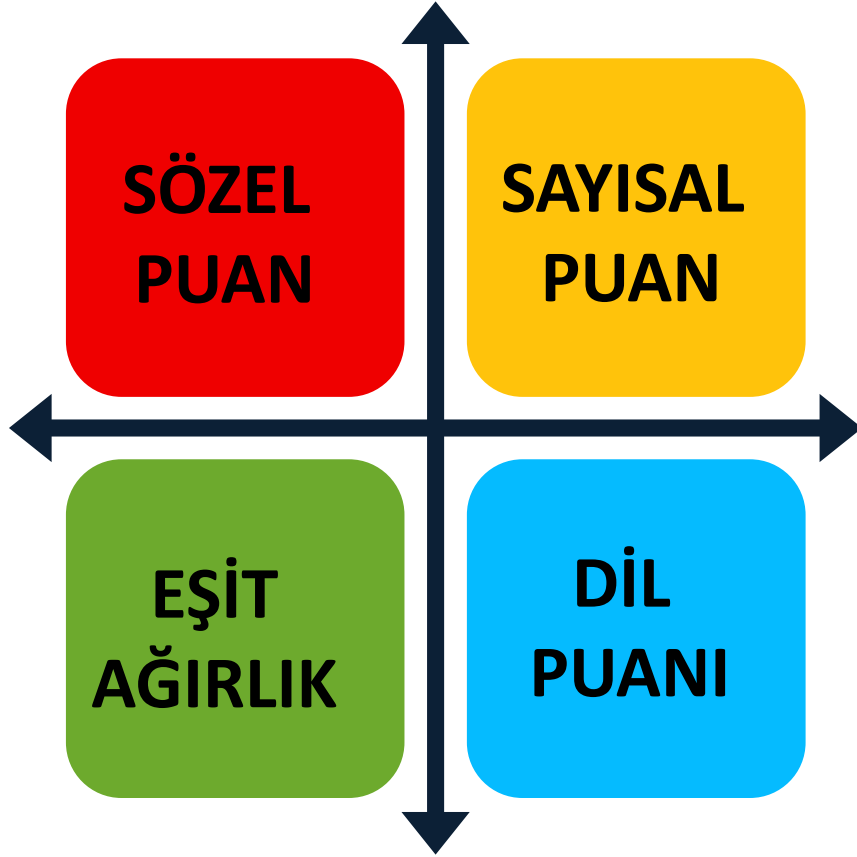 SÖZEL
PUAN
SAYISAL
PUAN
EŞİT
AĞIRLIK
DİL
PUANI